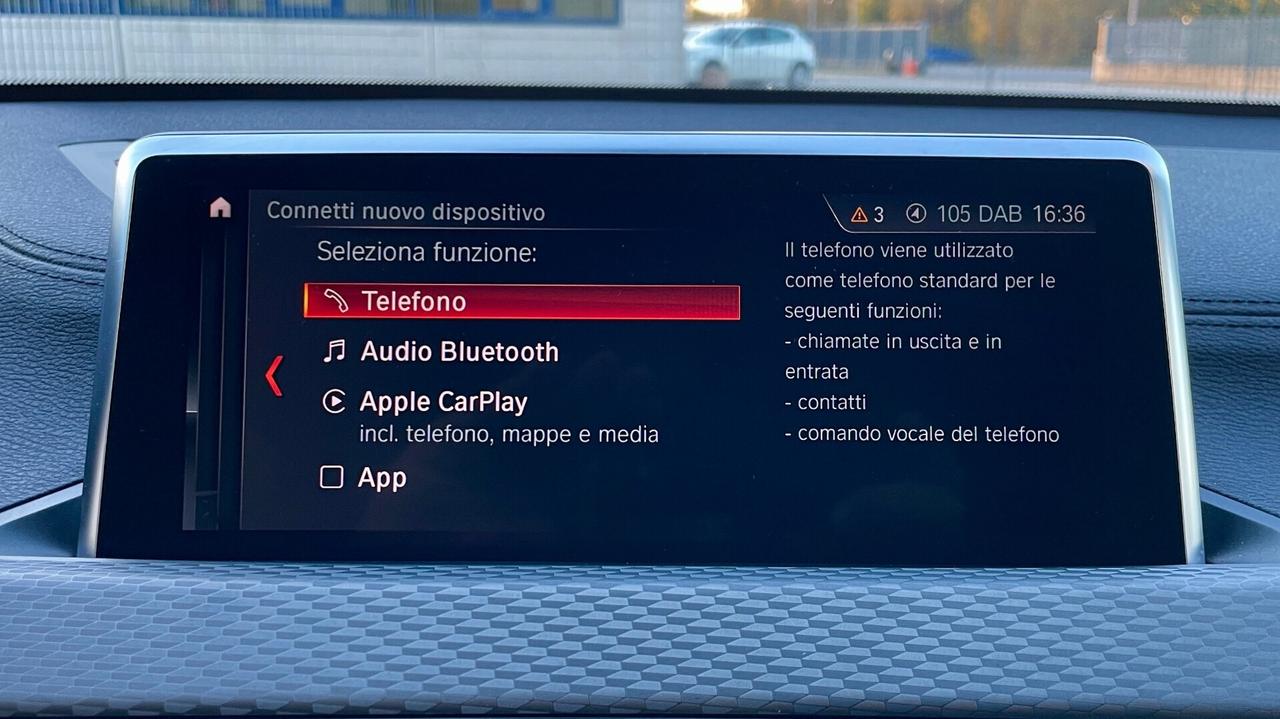 Connetti nuovo dispositivo
3 105 DAB 16:36
Seleziona funzione:
Telefono
Audio Bluetooth
Apple CarPlay
incl. telefono, mappe e media
App
Il telefono viene utilizzato
come telefono standard per le
seguenti funzioni:
- chiamate in uscita e in
entrata
- contatti
- comando vocale del telefono